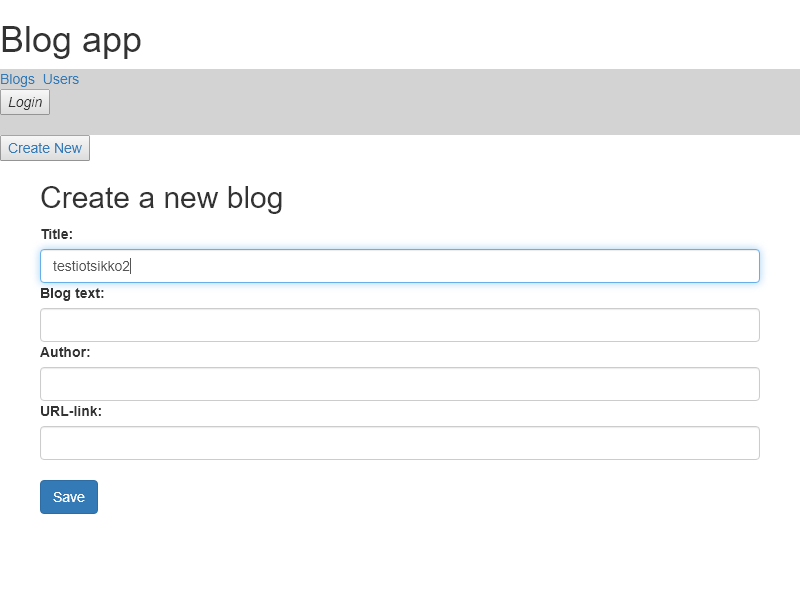 Blog app
Blogs Users
Login
Create New
Create a new blog
Title:
testiotsikko2
Blog text:
Author:
URL-link:
Save